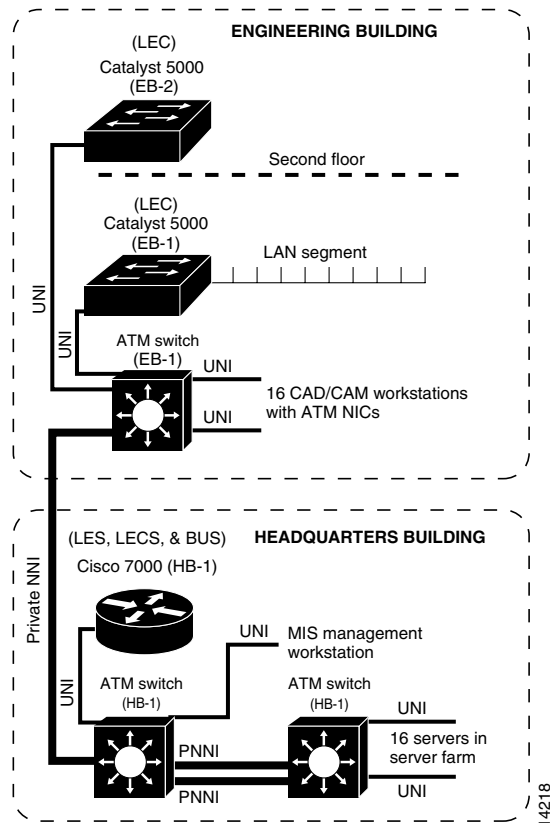 ENGINEERING BUILDING
(LEC)
Catalyst 5000
(EB-2)
Second floor
(LEC)
Catalyst 5000
(EB-1)
LAN segment
UNI
UNI
ATM switch
(EB-1)
UNI
16 CAD/CAM workstations
with ATM NICs
UNI
Private NNI
HEADQUARTERS BUILDING
(LES, LECS, & BUS)
Cisco 7000 (HB-1)
UNI
MIS management
workstation
UNI
ATM switch
(HB-1)
ATM switch
(HB-1)
UNI
PNNI
16 servers in
server farm
PNNI
UNI
14218